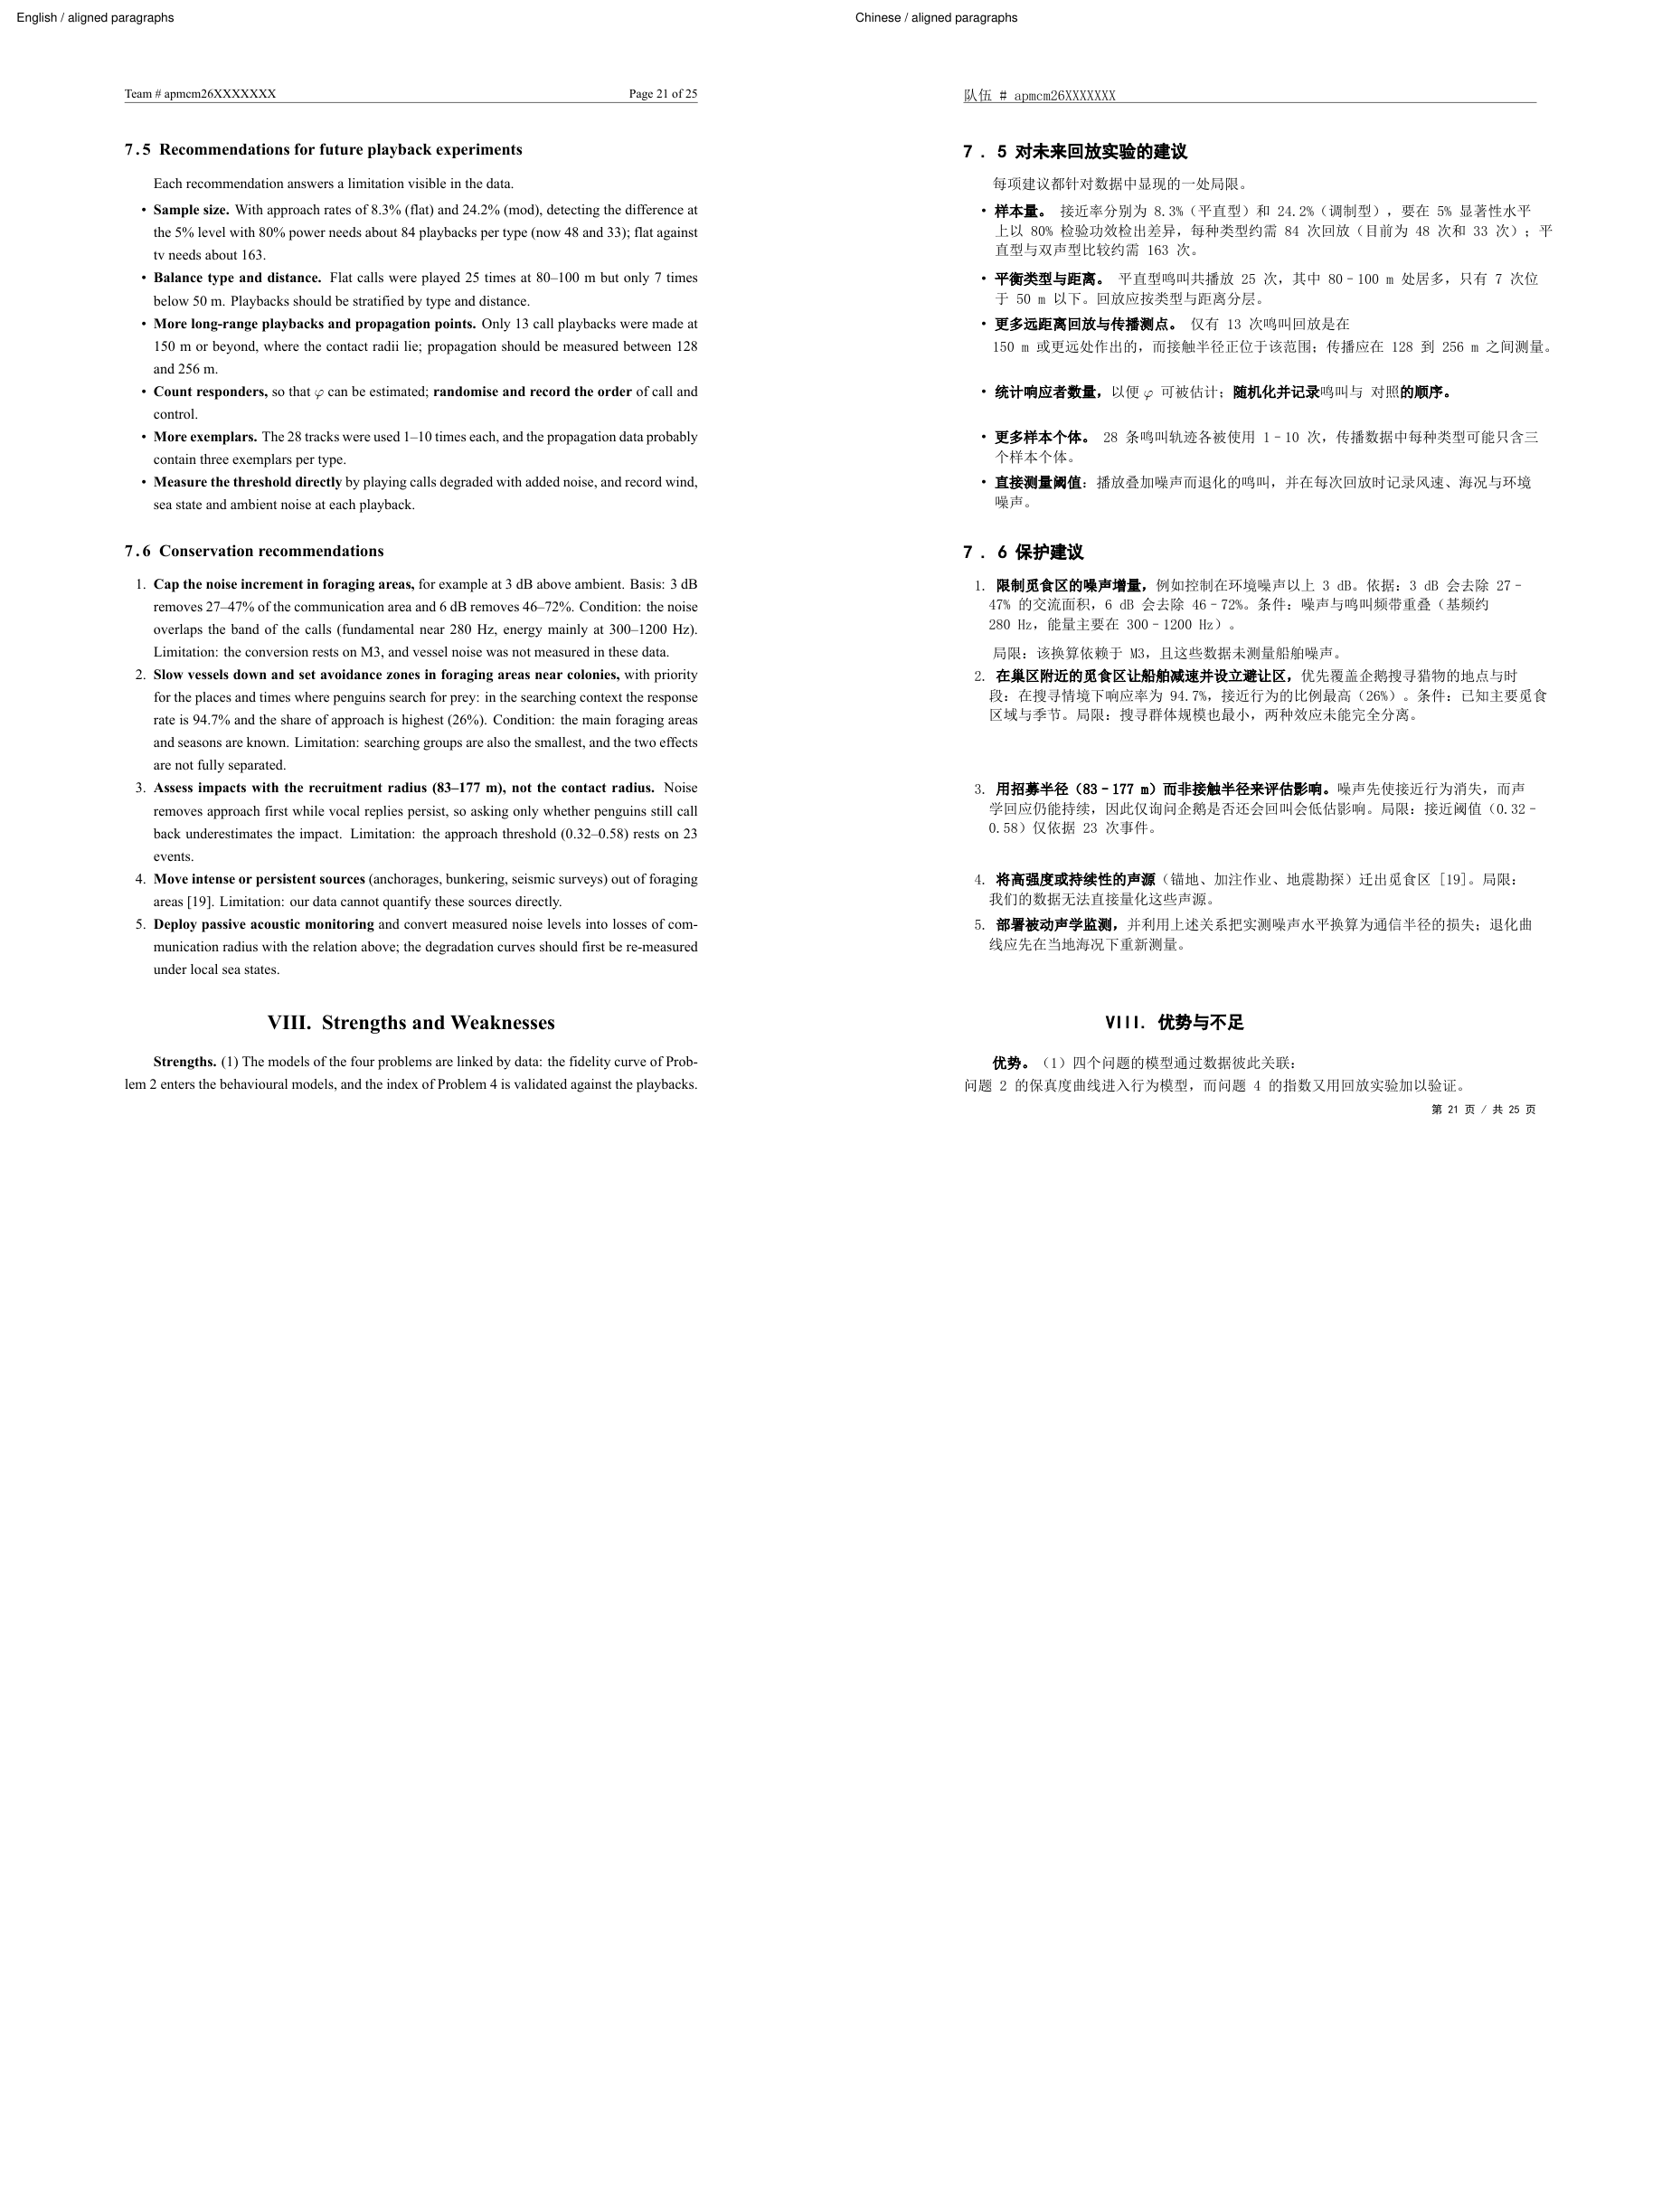 English / aligned paragraphs
Team # apmcm26XXXXXXX
Page 21 of 25
7.5 Recommendations for future playback experiments
Each recommendation answers a limitation visible in the data.
• Sample size. With approach rates of 8.3% (flat) and 24.2% (mod), detecting the difference at
the 5% level with 80% power needs about 84 playbacks per type (now 48 and 33); flat against
tv needs about 163.
• Balance type and distance. Flat calls were played 25 times at 80–100 m but only 7 times
below 50 m. Playbacks should be stratified by type and distance.
• More long-range playbacks and propagation points. Only 13 call playbacks were made at
150 m or beyond, where the contact radii lie; propagation should be measured between 128
and 256 m.
• Count responders, so that φ can be estimated; randomise and record the order of call and
control.
• More exemplars. The 28 tracks were used 1–10 times each, and the propagation data probably
contain three exemplars per type.
• Measure the threshold directly by playing calls degraded with added noise, and record wind,
sea state and ambient noise at each playback.
7.6 Conservation recommendations
1. Cap the noise increment in foraging areas, for example at 3 dB above ambient. Basis: 3 dB
removes 27–47% of the communication area and 6 dB removes 46–72%. Condition: the noise
overlaps the band of the calls (fundamental near 280 Hz, energy mainly at 300–1200 Hz).
Limitation: the conversion rests on M3, and vessel noise was not measured in these data.
2. Slow vessels down and set avoidance zones in foraging areas near colonies, with priority
for the places and times where penguins search for prey: in the searching context the response
rate is 94.7% and the share of approach is highest (26%). Condition: the main foraging areas
and seasons are known. Limitation: searching groups are also the smallest, and the two effects
are not fully separated.
3. Assess impacts with the recruitment radius (83–177 m), not the contact radius. Noise
removes approach first while vocal replies persist, so asking only whether penguins still call
back underestimates the impact. Limitation: the approach threshold (0.32–0.58) rests on 23
events.
4. Move intense or persistent sources (anchorages, bunkering, seismic surveys) out of foraging
areas [19]. Limitation: our data cannot quantify these sources directly.
5. Deploy passive acoustic monitoring and convert measured noise levels into losses of com-
munication radius with the relation above; the degradation curves should first be re-measured
under local sea states.
VIII. Strengths and Weaknesses
Strengths. (1) The models of the four problems are linked by data: the fidelity curve of Prob-
lem 2 enters the behavioural models, and the index of Problem 4 is validated against the playbacks.
Chinese / aligned paragraphs
队伍 # apmcm26XXXXXXX
7 . 5 对未来回放实验的建议
每项建议都针对数据中显现的一处局限。
• 样本量。 接近率分别为 8.3%（平直型）和 24.2%（调制型），要在 5% 显著性水平
上以 80% 检验功效检出差异，每种类型约需 84 次回放（目前为 48 次和 33 次）；平
直型与双声型比较约需 163 次。
• 平衡类型与距离。 平直型鸣叫共播放 25 次，其中 80–100 m 处居多，只有 7 次位
于 50 m 以下。回放应按类型与距离分层。
• 更多远距离回放与传播测点。 仅有 13 次鸣叫回放是在
150 m 或更远处作出的，而接触半径正位于该范围；传播应在 128 到 256 m 之间测量。
• 统计响应者数量，以便 φ 可被估计；随机化并记录鸣叫与 对照的顺序。
• 更多样本个体。 28 条鸣叫轨迹各被使用 1–10 次，传播数据中每种类型可能只含三
个样本个体。
• 直接测量阈值：播放叠加噪声而退化的鸣叫，并在每次回放时记录风速、海况与环境
噪声。
7 . 6 保护建议
1. 限制觅食区的噪声增量，例如控制在环境噪声以上 3 dB。依据：3 dB 会去除 27–
47% 的交流面积，6 dB 会去除 46–72%。条件：噪声与鸣叫频带重叠（基频约
280 Hz，能量主要在 300–1200 Hz）。
局限：该换算依赖于 M3，且这些数据未测量船舶噪声。
2. 在巢区附近的觅食区让船舶减速并设立避让区，优先覆盖企鹅搜寻猎物的地点与时
段：在搜寻情境下响应率为 94.7%，接近行为的比例最高（26%）。条件：已知主要觅食
区域与季节。局限：搜寻群体规模也最小，两种效应未能完全分离。
3. 用招募半径（83–177 m）而非接触半径来评估影响。噪声先使接近行为消失，而声
学回应仍能持续，因此仅询问企鹅是否还会回叫会低估影响。局限：接近阈值（0.32–
0.58）仅依据 23 次事件。
4. 将高强度或持续性的声源（锚地、加注作业、地震勘探）迁出觅食区 [19]。局限：
我们的数据无法直接量化这些声源。
5. 部署被动声学监测，并利用上述关系把实测噪声水平换算为通信半径的损失；退化曲
线应先在当地海况下重新测量。
VIII. 优势与不足
优势。（1）四个问题的模型通过数据彼此关联：
问题 2 的保真度曲线进入行为模型，而问题 4 的指数又用回放实验加以验证。
第 21 页 / 共 25 页